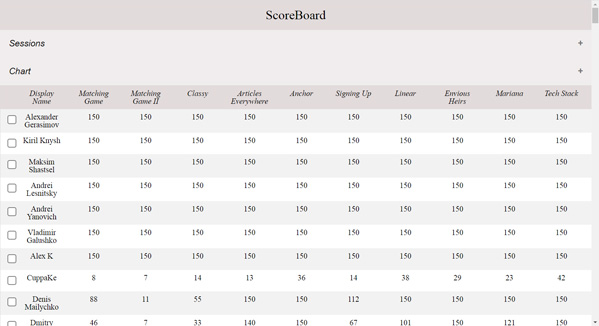 ScoreBoard
Sessions +
Chart +
Display Name Matching Game Matching Game II Classy Articles Everywhere Anchor Signing Up Linear Envious Heirs Mariana Tech Stack
Alexander Gerasimov 150 150 150 150 150 150 150 150 150 150
Kiril Knysh 150 150 150 150 150 150 150 150 150 150
Maksim Shastsel 150 150 150 150 150 150 150 150 150 150
Andrei Lesnitsky 150 150 150 150 150 150 150 150 150 150
Andrei Yanovich 150 150 150 150 150 150 150 150 150 150
Vladimir Galushko 150 150 150 150 150 150 150 150 150 150
Alex K 150 150 150 150 150 150 150 150 150 150
CuppaKe 8 7 14 13 36 14 38 29 23 42
Denis Mailychko 88 11 55 150 150 112 150 150 150 150
Dmitry 46 7 33 140 150 67 101 150 121 150